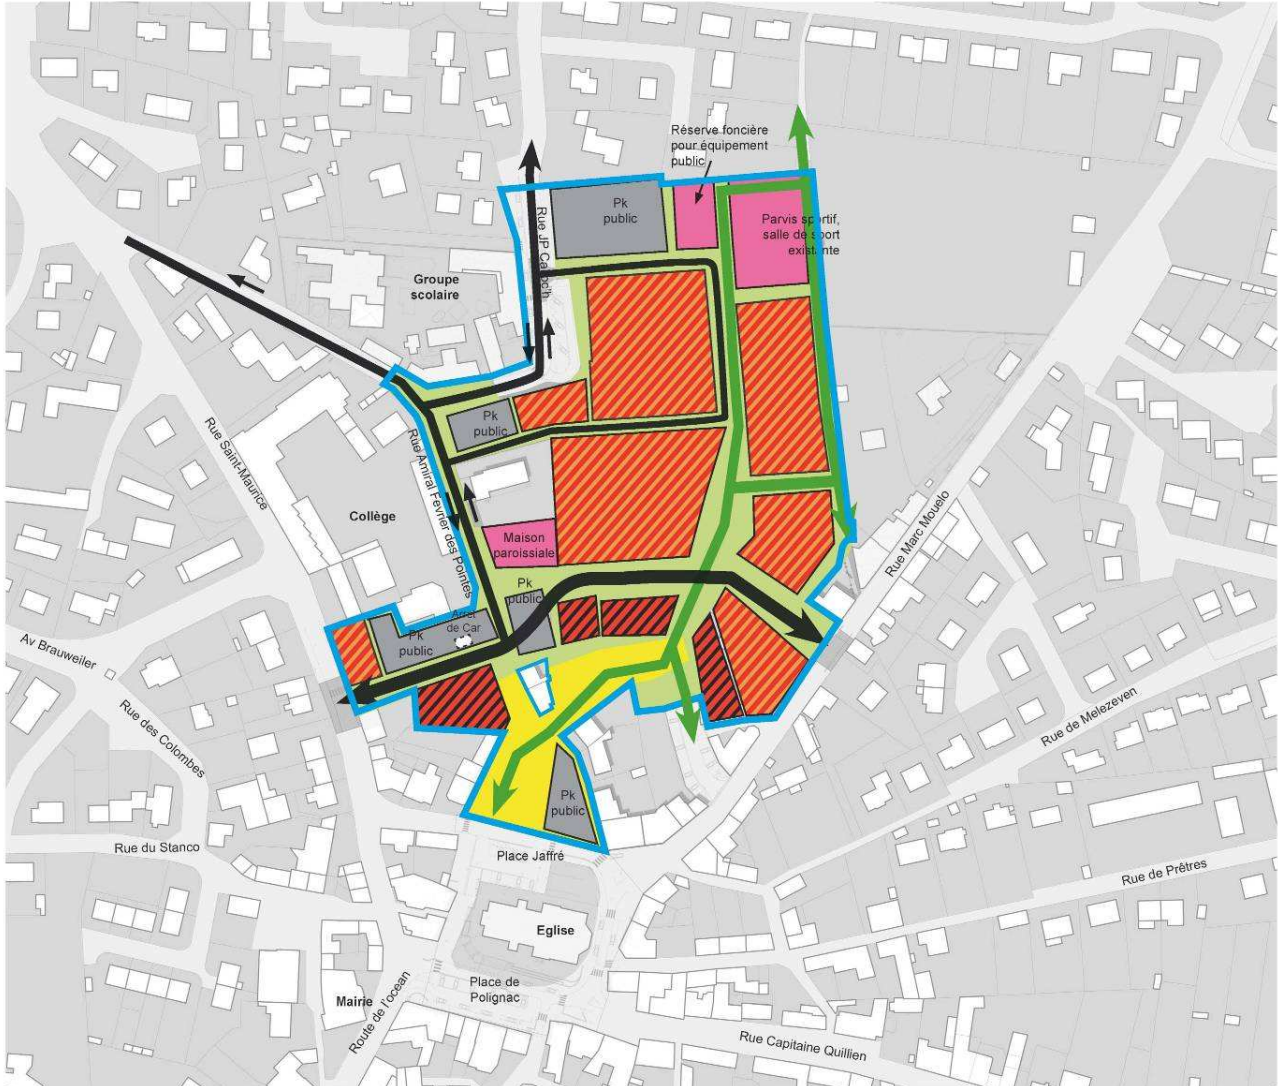 Réserve foncière
pour équipement
public
Pk
public
Rue JP Calloc'h
Parvis sportif,
salle de sport
existante
Groupe
scolaire
Pk
public
Rue Saint-Maurice
Rue Amiral Fevrier des Pointes
Collège
Maison
paroissiale
Rue Marc Mouelo
Pk
public
Arret
de Car
Pk
public
Av Brauweiler
Rue des Colombes
Rue de Melezeven
Pk
public
Rue du Stanco
Place Jaffré
Rue de Prêtres
Eglise
Place de
Polignac
Mairie
Route de l'ocean
Rue Capitaine Quillien